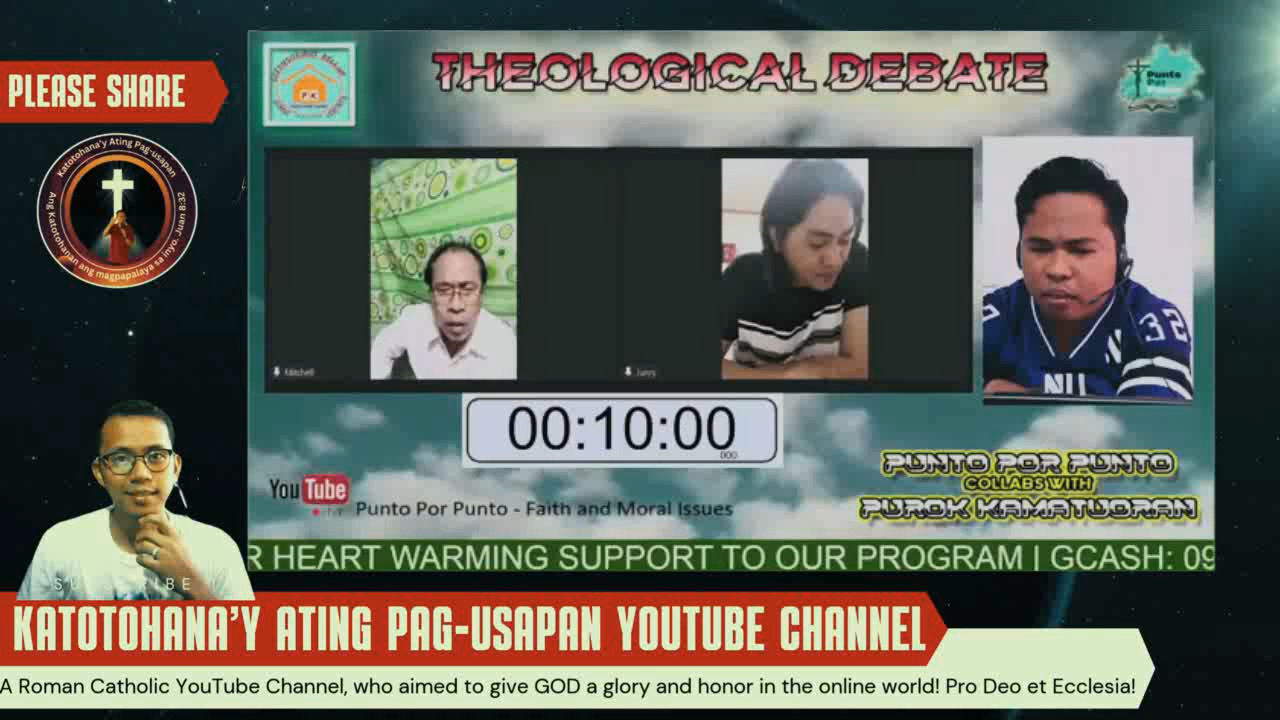 PLEASE SHARE
Katotohana'y Ating Pag-usapan
Ang Katotohanan ang magpapalaya sa inyo. Juan 8:32
THEOLOGICAL DEBATE
Punto
Por
Mitchell
Junry
32
NU
00:10:00
000
YouTube
Punto Por Punto - Faith and Moral Issues
PUNTO POR PUNTO
COLLABS WITH
PUROK KAMATUORAN
R HEART WARMING SUPPORT TO OUR PROGRAM | GCASH: 09
KATOTOHANA'Y ATING PAG-USAPAN YOUTUBE CHANNEL
A Roman Catholic YouTube Channel, who aimed to give GOD a glory and honor in the online world! Pro Deo et Ecclesia!